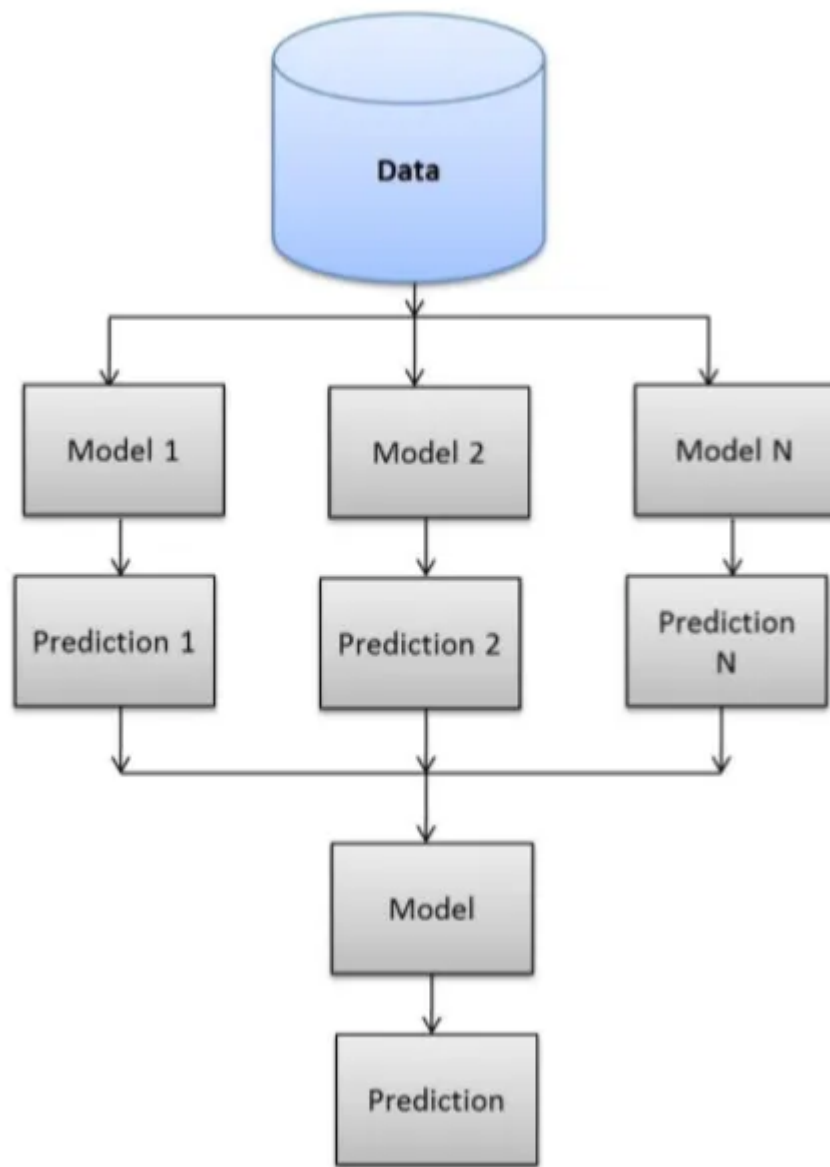 Data
Model 1
Model 2
Model N
Prediction 1
Prediction 2
Prediction
N
Model
Prediction